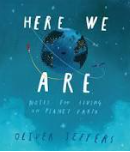 HERE WE
ARE
NOTES FOR LIVING
ON PLANET EARTH
OLIVER JEFFERS